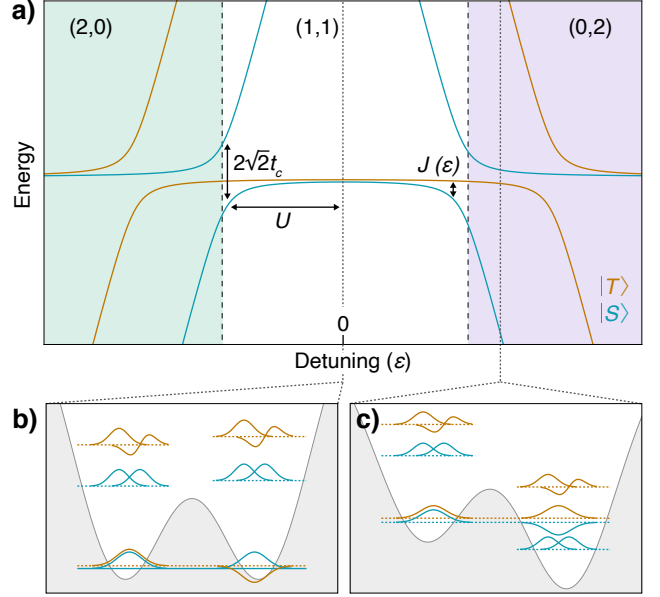 a)
(2,0) (1,1) (0,2)
Energy
2√2t_c
J (ε)
U
|T⟩
|S⟩
0
Detuning (ε)
b)
c)